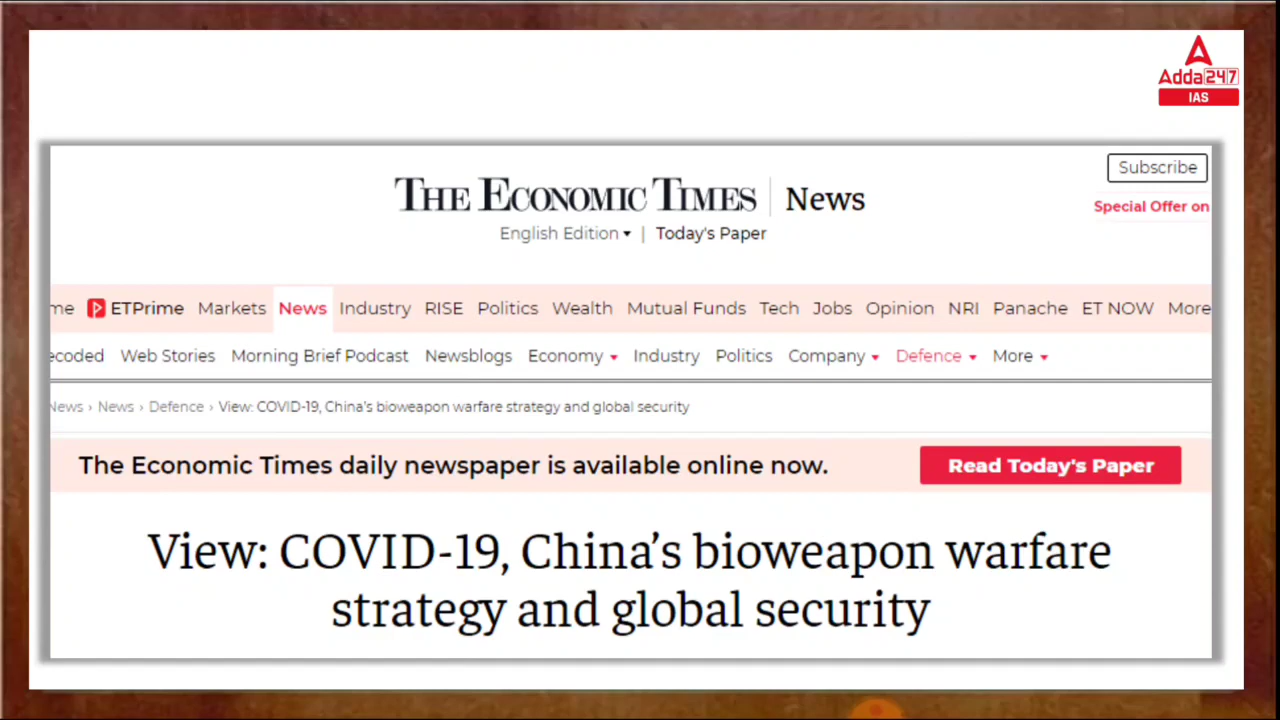 Adda247
IAS
Subscribe
THE ECONOMIC TIMES | News
Special Offer on
English Edition | Today's Paper
me ETPrime Markets News Industry RISE Politics Wealth Mutual Funds Tech Jobs Opinion NRI Panache ET NOW More
ecoded Web Stories Morning Brief Podcast Newsblogs Economy Industry Politics Company Defence More
News › News › Defence › View: COVID-19, China's bioweapon warfare strategy and global security
The Economic Times daily newspaper is available online now.
Read Today's Paper
View: COVID-19, China's bioweapon warfare
strategy and global security